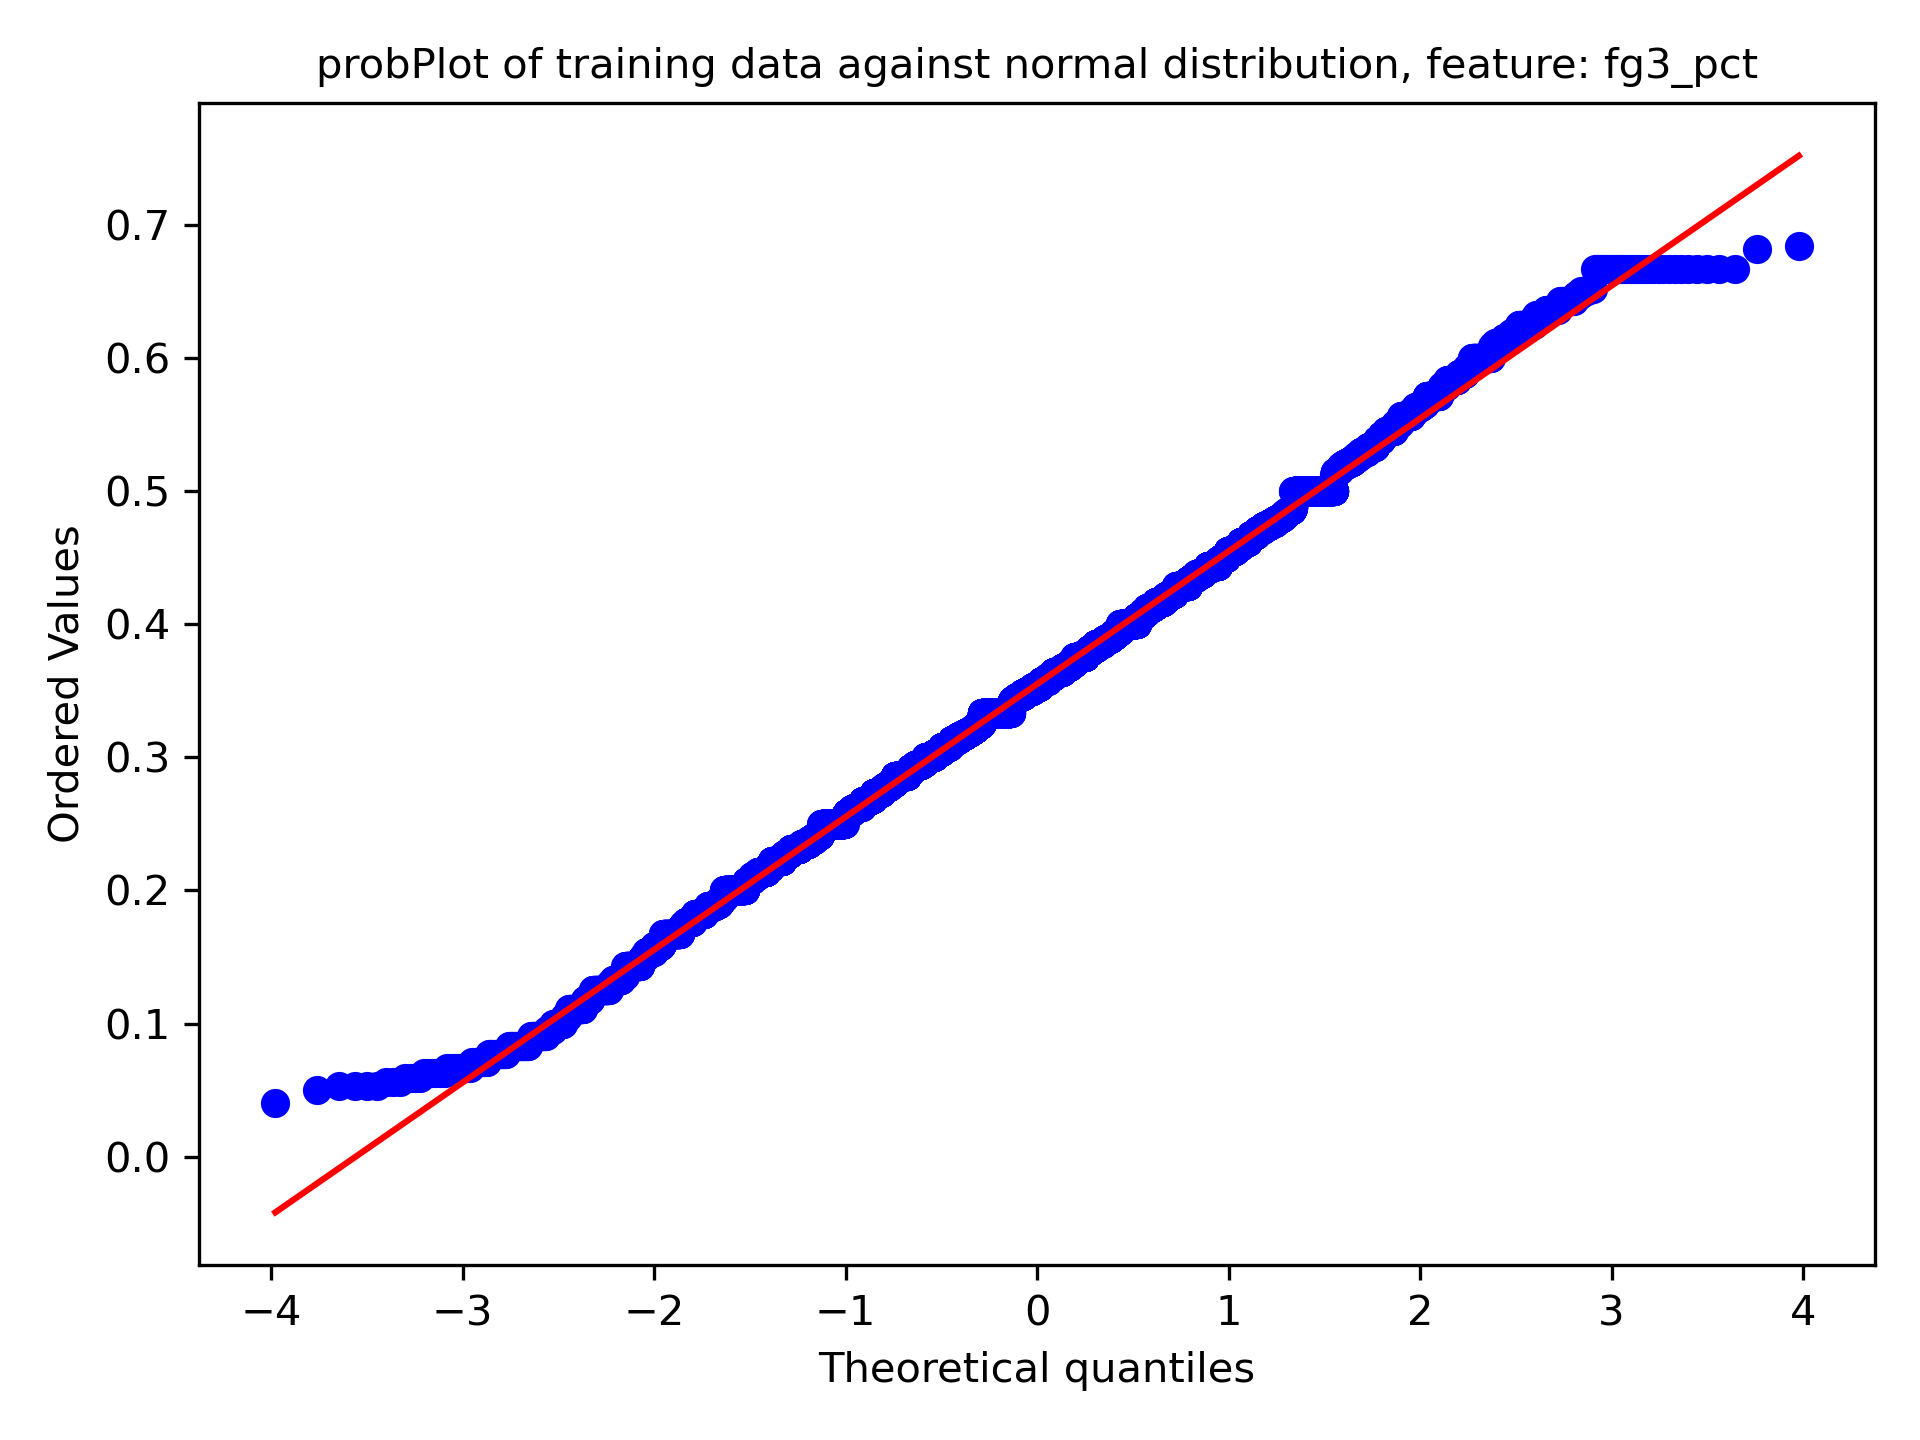 probPlot of training data against normal distribution, feature: fg3_pct
0.7
0.6
0.5
0.4
0.3
0.2
0.1
0.0
Ordered Values
−4 −3 −2 −1 0 1 2 3 4
Theoretical quantiles